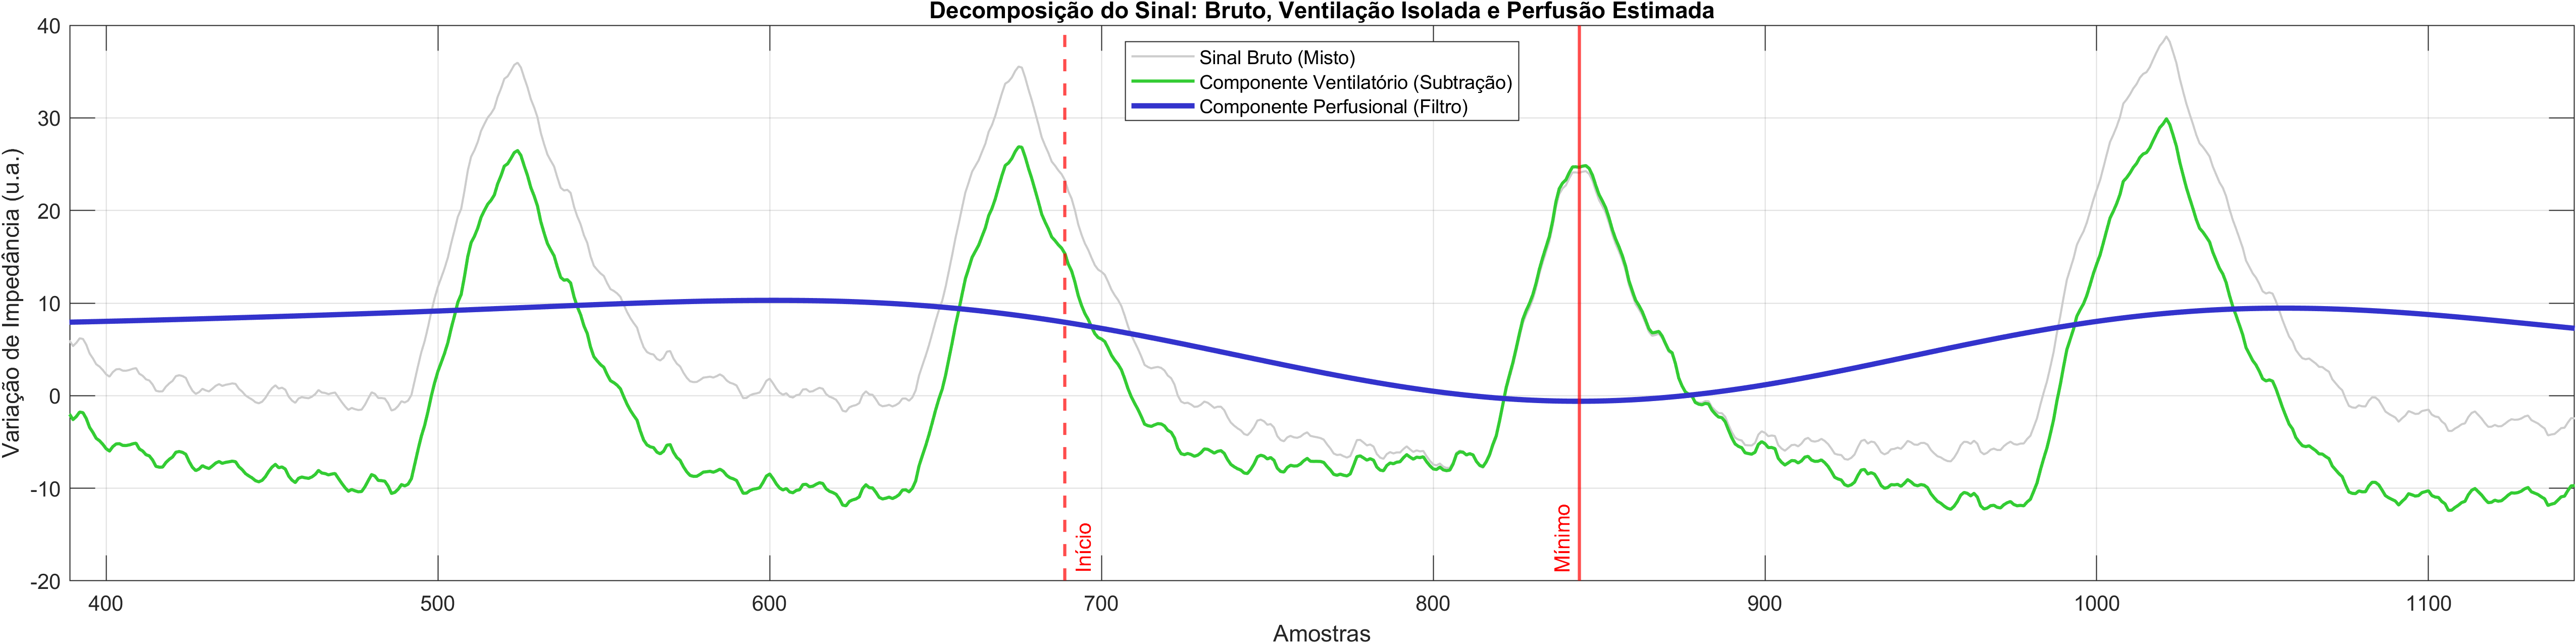 Decomposição do Sinal: Bruto, Ventilação Isolada e Perfusão Estimada
Sinal Bruto (Misto)
Componente Ventilatório (Subtração)
Componente Perfusional (Filtro)
Variação de Impedância (u.a.)
40
30
20
10
0
-10
-20
Início
Mínimo
400
500
600
700
800
900
1000
1100
Amostras